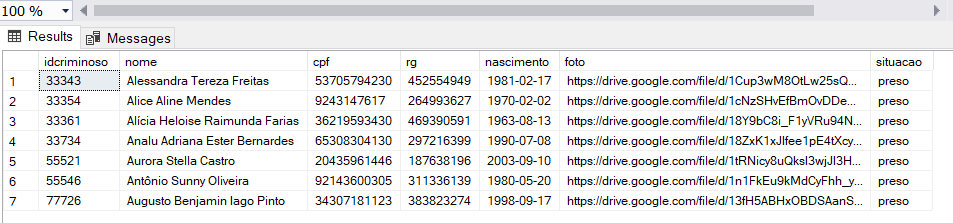 100 %
Results Messages
idcriminoso nome cpf rg nascimento foto situacao
1 33343 Alessandra Tereza Freitas 53705794230 452554949 1981-02-17 https://drive.google.com/file/d/1Cup3wM8OtLw25sQ... preso
2 33354 Alice Aline Mendes 9243147617 264993627 1970-02-02 https://drive.google.com/file/d/1cNzSHvEfBmOvDDe... preso
3 33361 Alícia Heloise Raimunda Farias 36219593430 469390591 1963-08-13 https://drive.google.com/file/d/18Y9bC8i_F1yVRu94N... preso
4 33734 Analu Adriana Ester Bernardes 65308304130 297216399 1990-07-08 https://drive.google.com/file/d/18ZxK1xJlfee1pE4tXcy... preso
5 55521 Aurora Stella Castro 20435961446 187638196 2003-09-10 https://drive.google.com/file/d/1tRNicy8uQksl3wjJl3H... preso
6 55546 Antônio Sunny Oliveira 92143600305 311336139 1980-05-20 https://drive.google.com/file/d/1n1FkEu9kMdCyFhh_y... preso
7 77726 Augusto Benjamin Iago Pinto 34307181123 383823274 1998-09-17 https://drive.google.com/file/d/13fH5ABHxOBDSAanS... preso